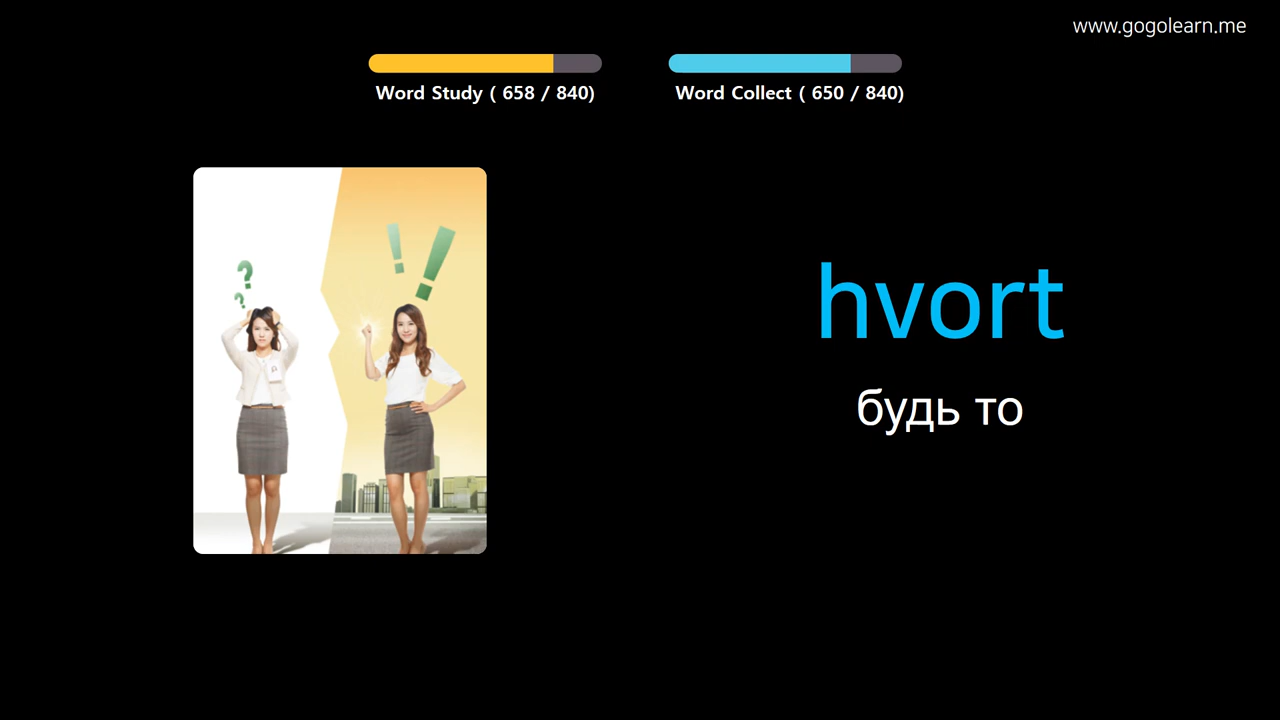 www.gogolearn.me
Word Study ( 658 / 840)
Word Collect ( 650 / 840)
? ?
! !
hvort
будь то